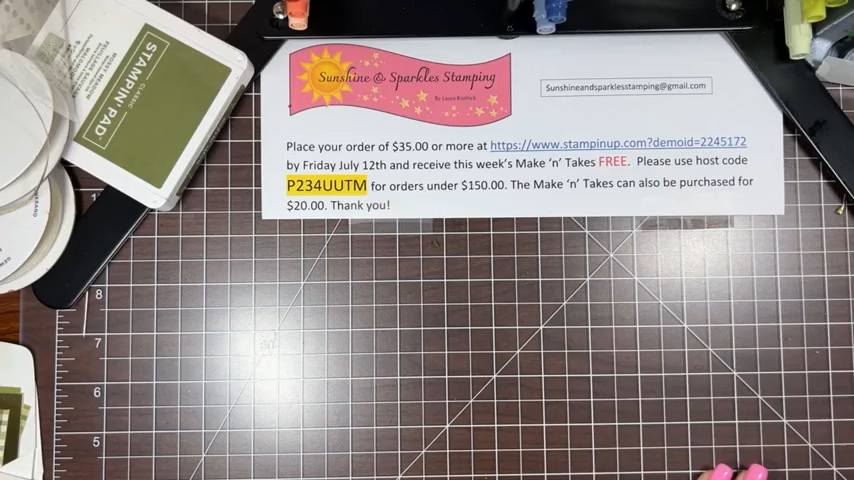 Sunshine & Sparkles Stamping
By Laura Rostrick
Sunshineandsparklesstamping@gmail.com
Place your order of $35.00 or more at https://www.stampinup.com?demoid=2245172
by Friday July 12th and receive this week's Make 'n' Takes FREE. Please use host code
P234UUTM for orders under $150.00. The Make 'n' Takes can also be purchased for
$20.00. Thank you!
CLASSIC
STAMPIN' PAD
MOSSY MEADOW
8
7
6
5